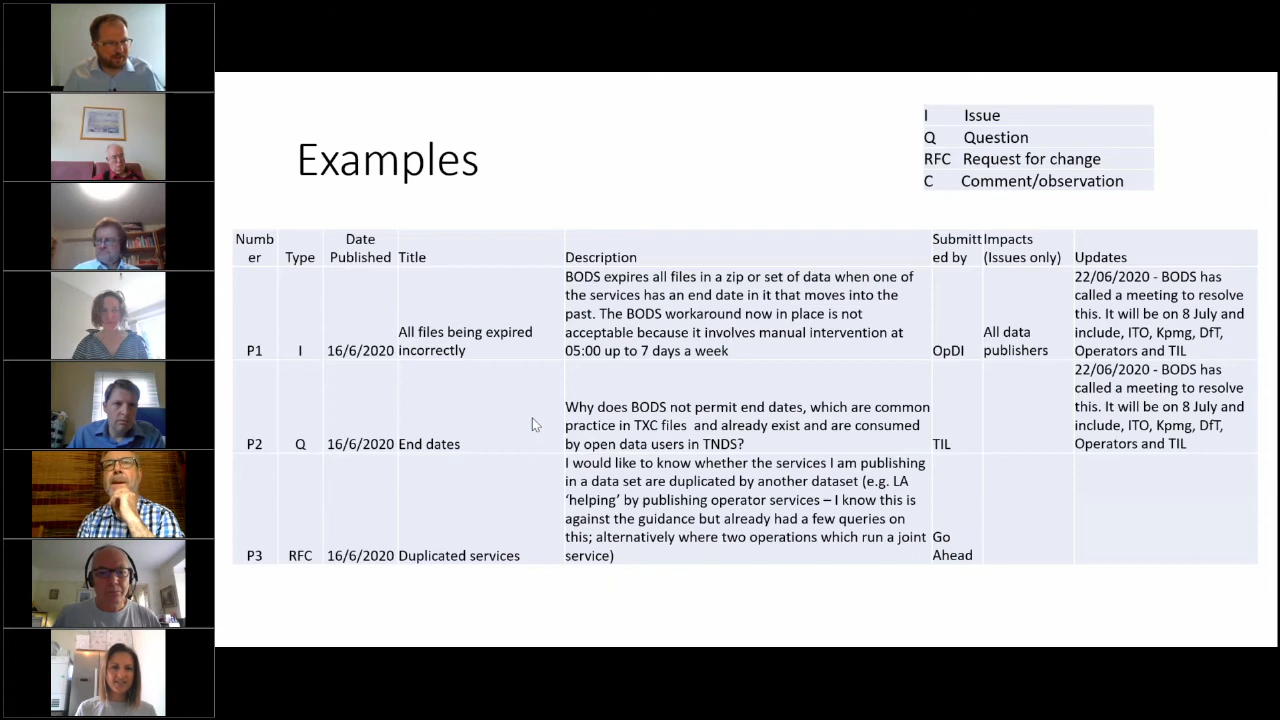 Examples
I Issue
Q Question
RFC Request for change
C Comment/observation
Numb
er
Type
Date
Published
Title
Description
Submitt
ed by
Impacts
(Issues only)
Updates
P1
I
16/6/2020
All files being expired
incorrectly
BODS expires all files in a zip or set of data when one of
the services has an end date in it that moves into the
past. The BODS workaround now in place is not
acceptable because it involves manual intervention at
05:00 up to 7 days a week
OpDI
All data
publishers
22/06/2020 - BODS has
called a meeting to resolve
this. It will be on 8 July and
include, ITO, Kpmg, DfT,
Operators and TIL
P2
Q
16/6/2020
End dates
Why does BODS not permit end dates, which are common
practice in TXC files and already exist and are consumed
by open data users in TNDS?
TIL
22/06/2020 - BODS has
called a meeting to resolve
this. It will be on 8 July and
include, ITO, Kpmg, DfT,
Operators and TIL
P3
RFC
16/6/2020
Duplicated services
I would like to know whether the services I am publishing
in a data set are duplicated by another dataset (e.g. LA
‘helping’ by publishing operator services – I know this is
against the guidance but already had a few queries on
this; alternatively where two operations which run a joint
service)
Go
Ahead